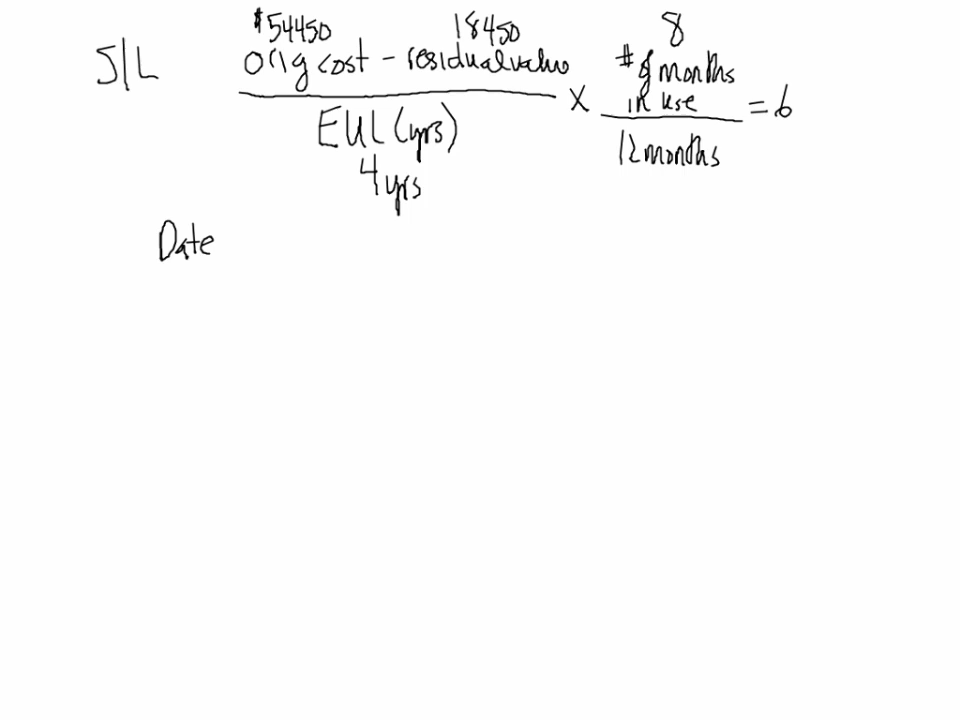 $54450 18450 8
S/L orig cost - residual value # of months
in use
X = 6
EUL (yrs) 12 months
4 yrs
Date